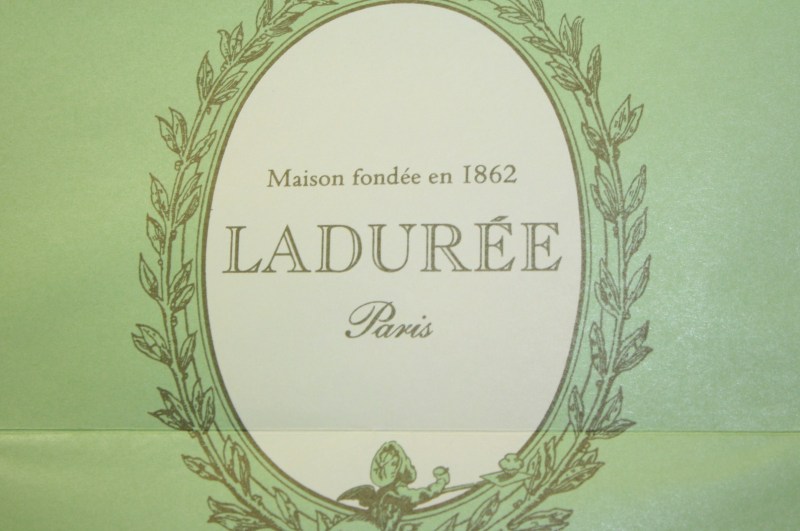 Maison fondée en 1862
LADURÉE
Paris